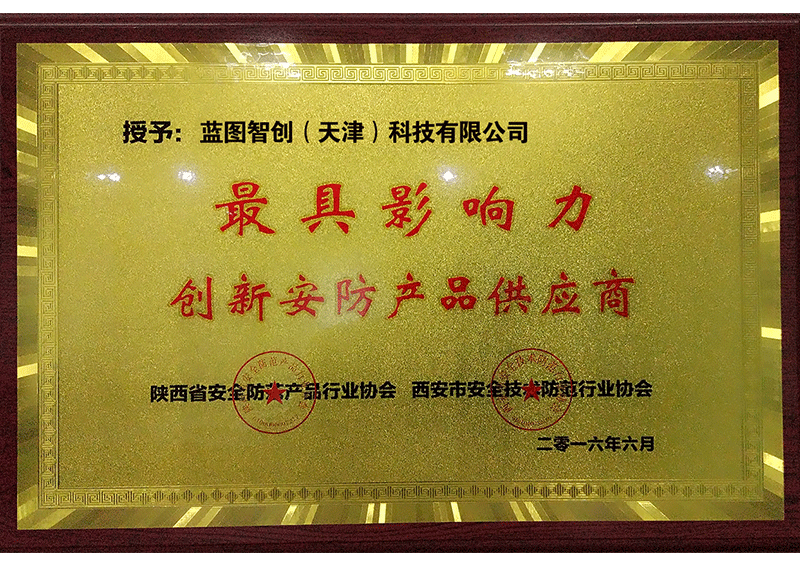 授予：蓝图智创（天津）科技有限公司
最具影响力
创新安防产品供应商
陕西省安全防范产品行业协会 西安市安全技术防范行业协会
二零一六年六月